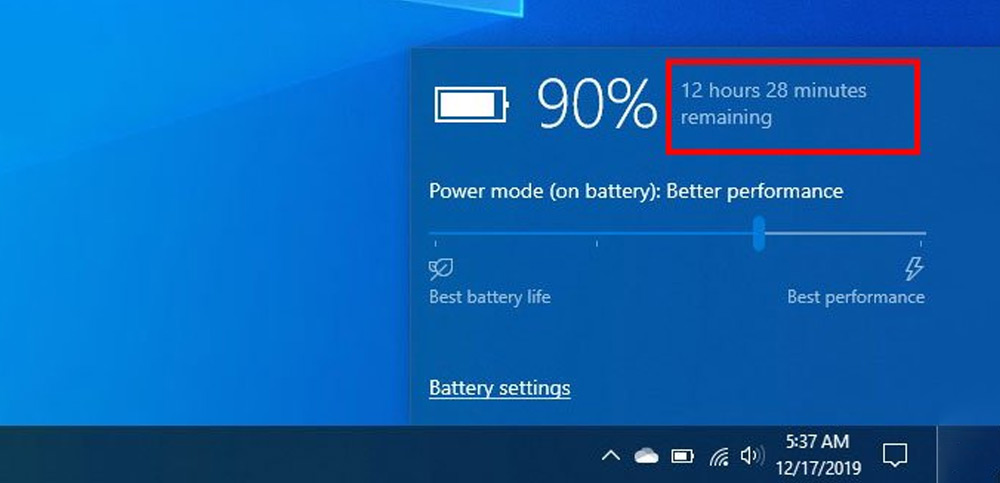 90%
12 hours 28 minutes
remaining
Power mode (on battery): Better performance
Best battery life
Best performance
Battery settings
5:37 AM
12/17/2019